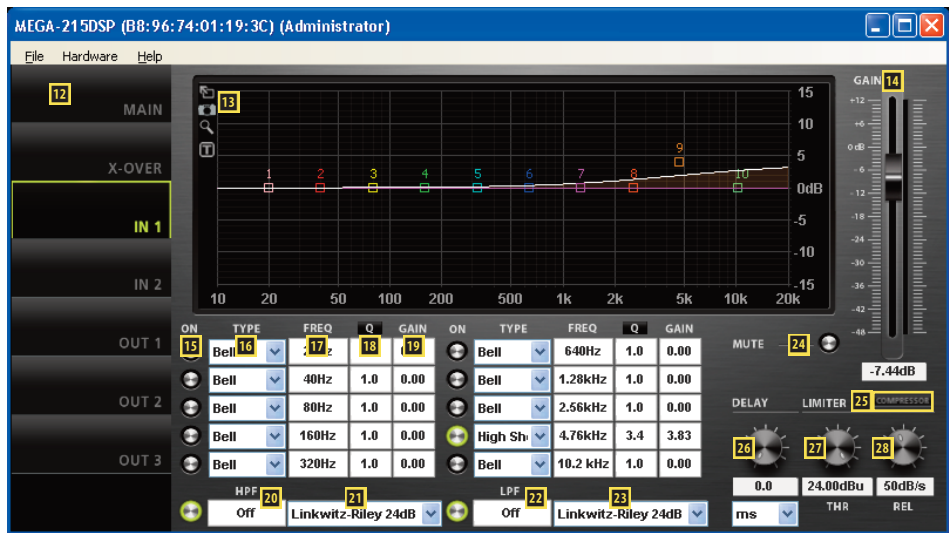 MEGA-215DSP (B8:96:74:01:19:3C) (Administrator)
File Hardware Help
12
MAIN
X-OVER
IN 1
IN 2
OUT 1
OUT 2
OUT 3
13
T
1 2 3 4 5 6 7 8 9 10
15
10
5
0dB
-5
-10
-15
10 20 50 100 200 500 1k 2k 5k 10k 20k
GAIN 14
+12
+6
0dB
-6
-12
-18
-24
-30
-36
-42
-48
-7.44dB
ON TYPE FREQ Q GAIN ON TYPE FREQ Q GAIN
15 Bell 16 17 18 19 Bell 640Hz 1.0 0.00
Bell 40Hz 1.0 0.00 Bell 1.28kHz 1.0 0.00
Bell 80Hz 1.0 0.00 Bell 2.56kHz 1.0 0.00
Bell 160Hz 1.0 0.00 High Sh 4.76kHz 3.4 3.83
Bell 320Hz 1.0 0.00 Bell 10.2 kHz 1.0 0.00
HPF 20 21 LPF 22 23
Off Linkwitz-Riley 24dB Off Linkwitz-Riley 24dB
MUTE 24
DELAY LIMITER 25 COMPRESSOR
26 27 28
0.0 24.00dBu 50dB/s
ms THR REL